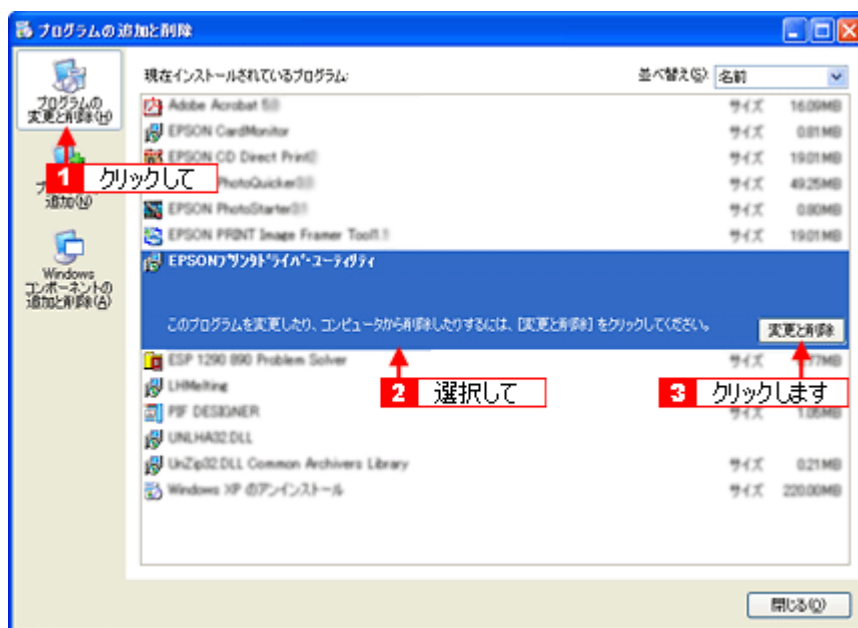 プログラムの追加と削除
現在インストールされているプログラム:
並べ替え(S):
名前
プログラムの
変更と削除(H)
1 クリックして
追加(N)
Windows
コンポーネントの
追加と削除(A)
Adobe Acrobat 5.0 サイズ 16.09MB
EPSON CardMonitor サイズ 0.81MB
EPSON CD Direct Print サイズ 19.01MB
PhotoQuicker サイズ 49.25MB
EPSON PhotoStarter サイズ 0.80MB
EPSON PRINT Image Framer Tool1.1 サイズ 19.01MB
EPSONプリンタドライバ・ユーティリティ
このプログラムを変更したり、コンピュータから削除したりするには、[変更と削除] をクリックしてください。
変更と削除
ESP 1290 890 Problem Solver サイズ 77MB
2 選択して
3 クリックします
LHMelting
PIF DESIGNER サイズ 1.05MB
UNLHA32.DLL
UnZip32.DLL Common Archivers Library サイズ 0.21MB
Windows XP のアンインストール サイズ 220.00MB
閉じる(O)